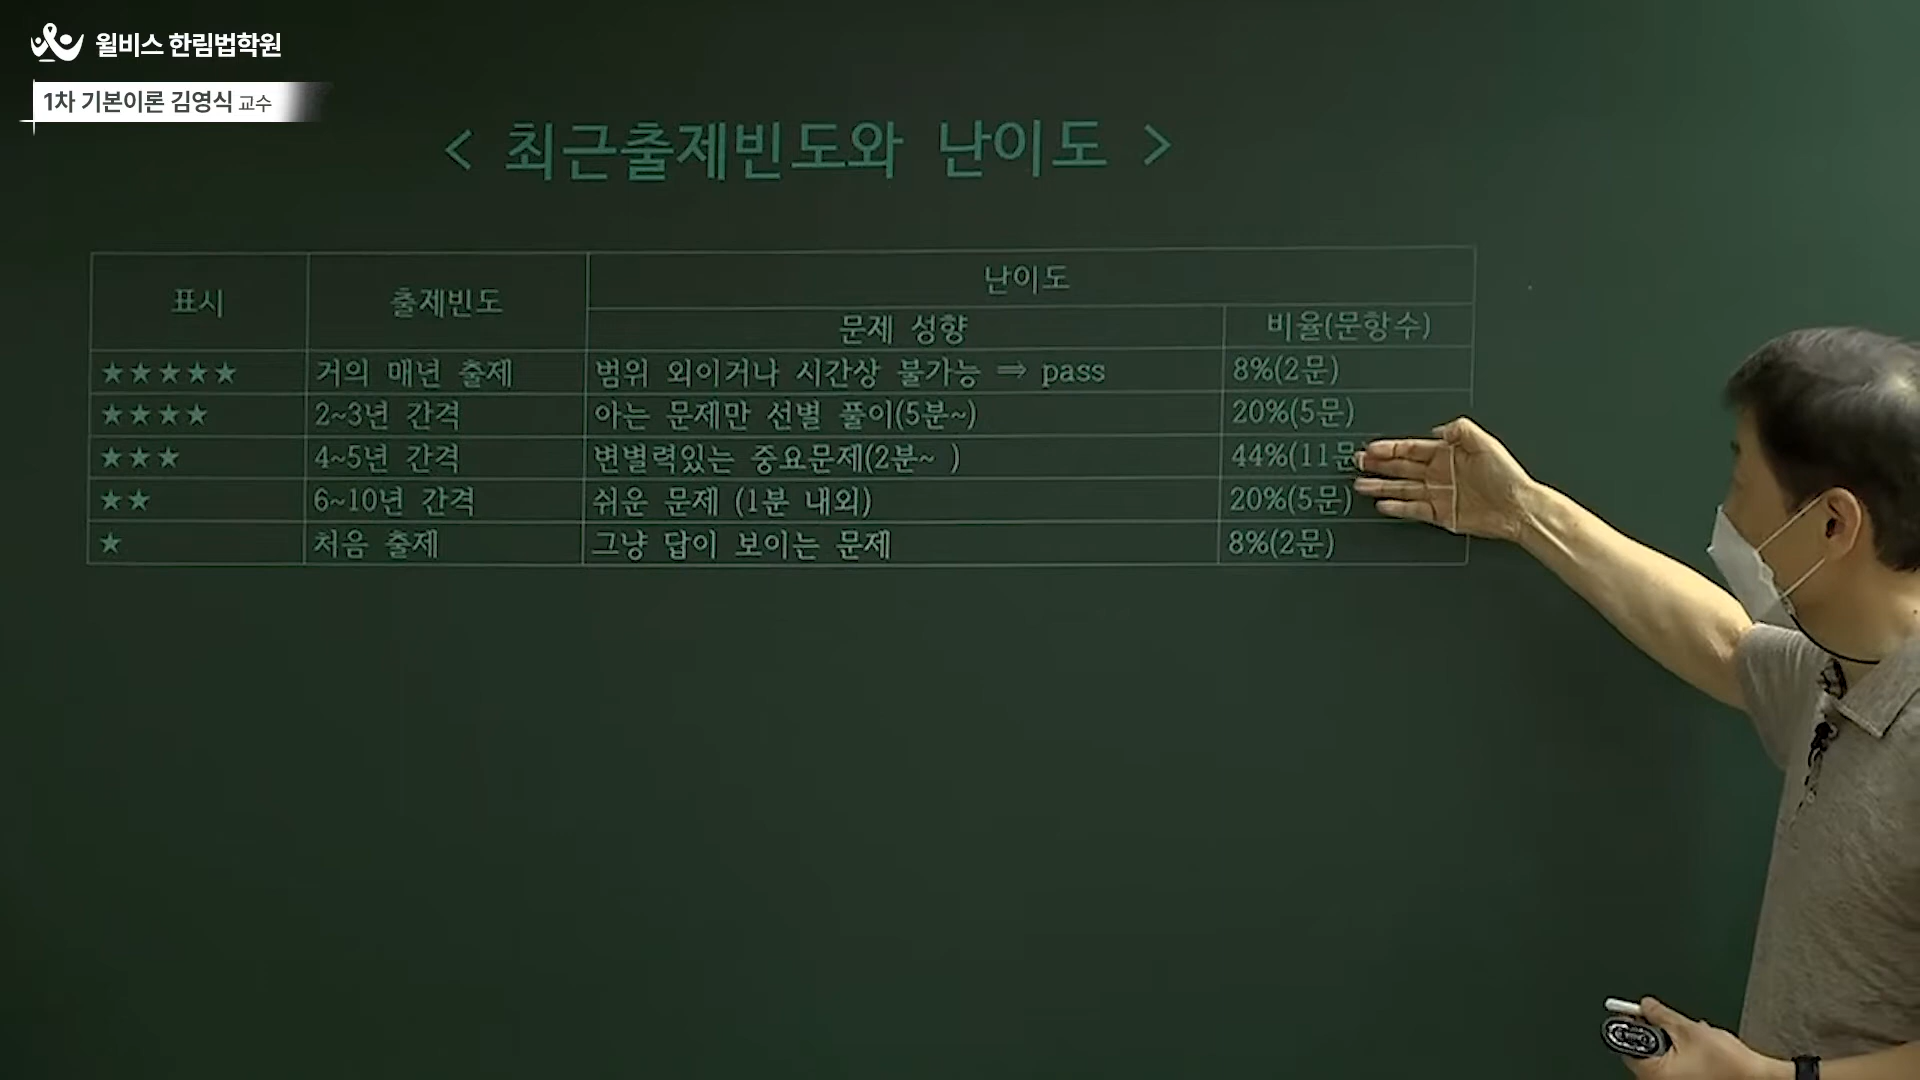 윌비스 한림법학원
1차 기본이론 김영식 교수
< 최근출제빈도와 난이도 >
표시 출제빈도 난이도
문제 성향 비율(문항수)
★★★★★ 거의 매년 출제 범위 외이거나 시간상 불가능 ⇒ pass 8%(2문)
★★★★ 2~3년 간격 아는 문제만 선별 풀이(5분~) 20%(5문)
★★★ 4~5년 간격 변별력있는 중요문제(2분~ ) 44%(11문
★★ 6~10년 간격 쉬운 문제 (1분 내외) 20%(5문)
★ 처음 출제 그냥 답이 보이는 문제 8%(2문)